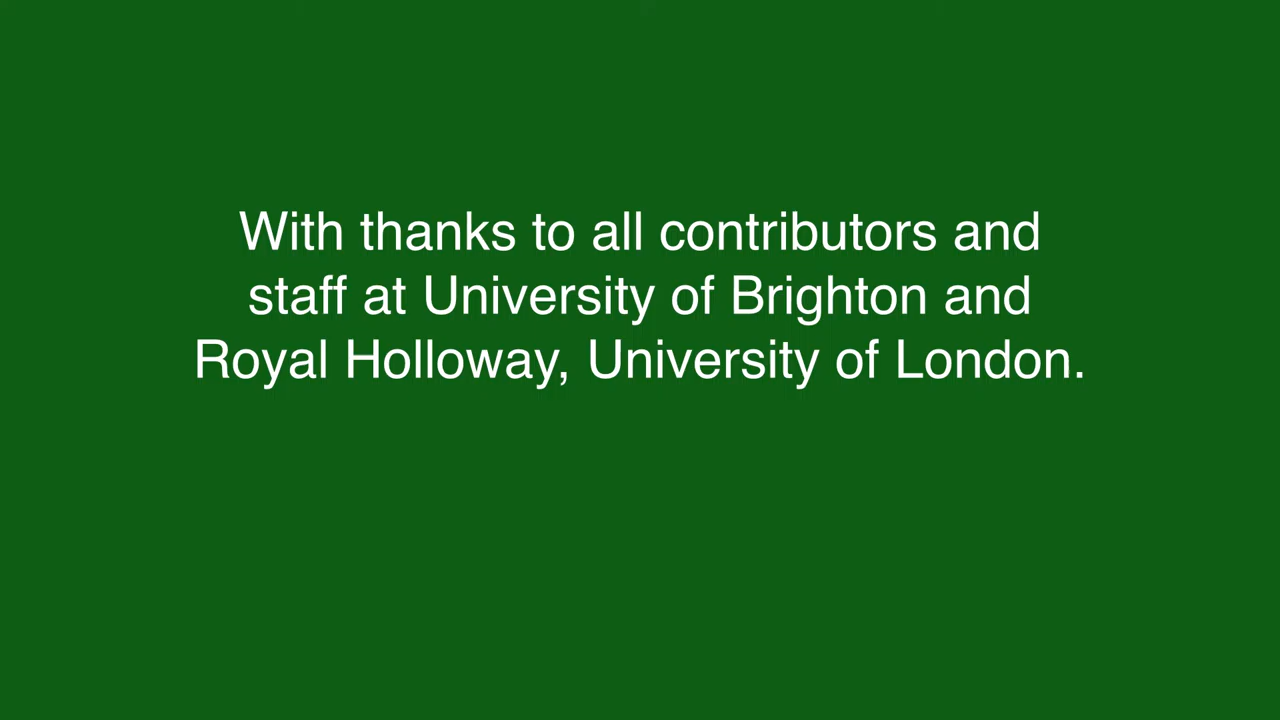 With thanks to all contributors and
staff at University of Brighton and
Royal Holloway, University of London.